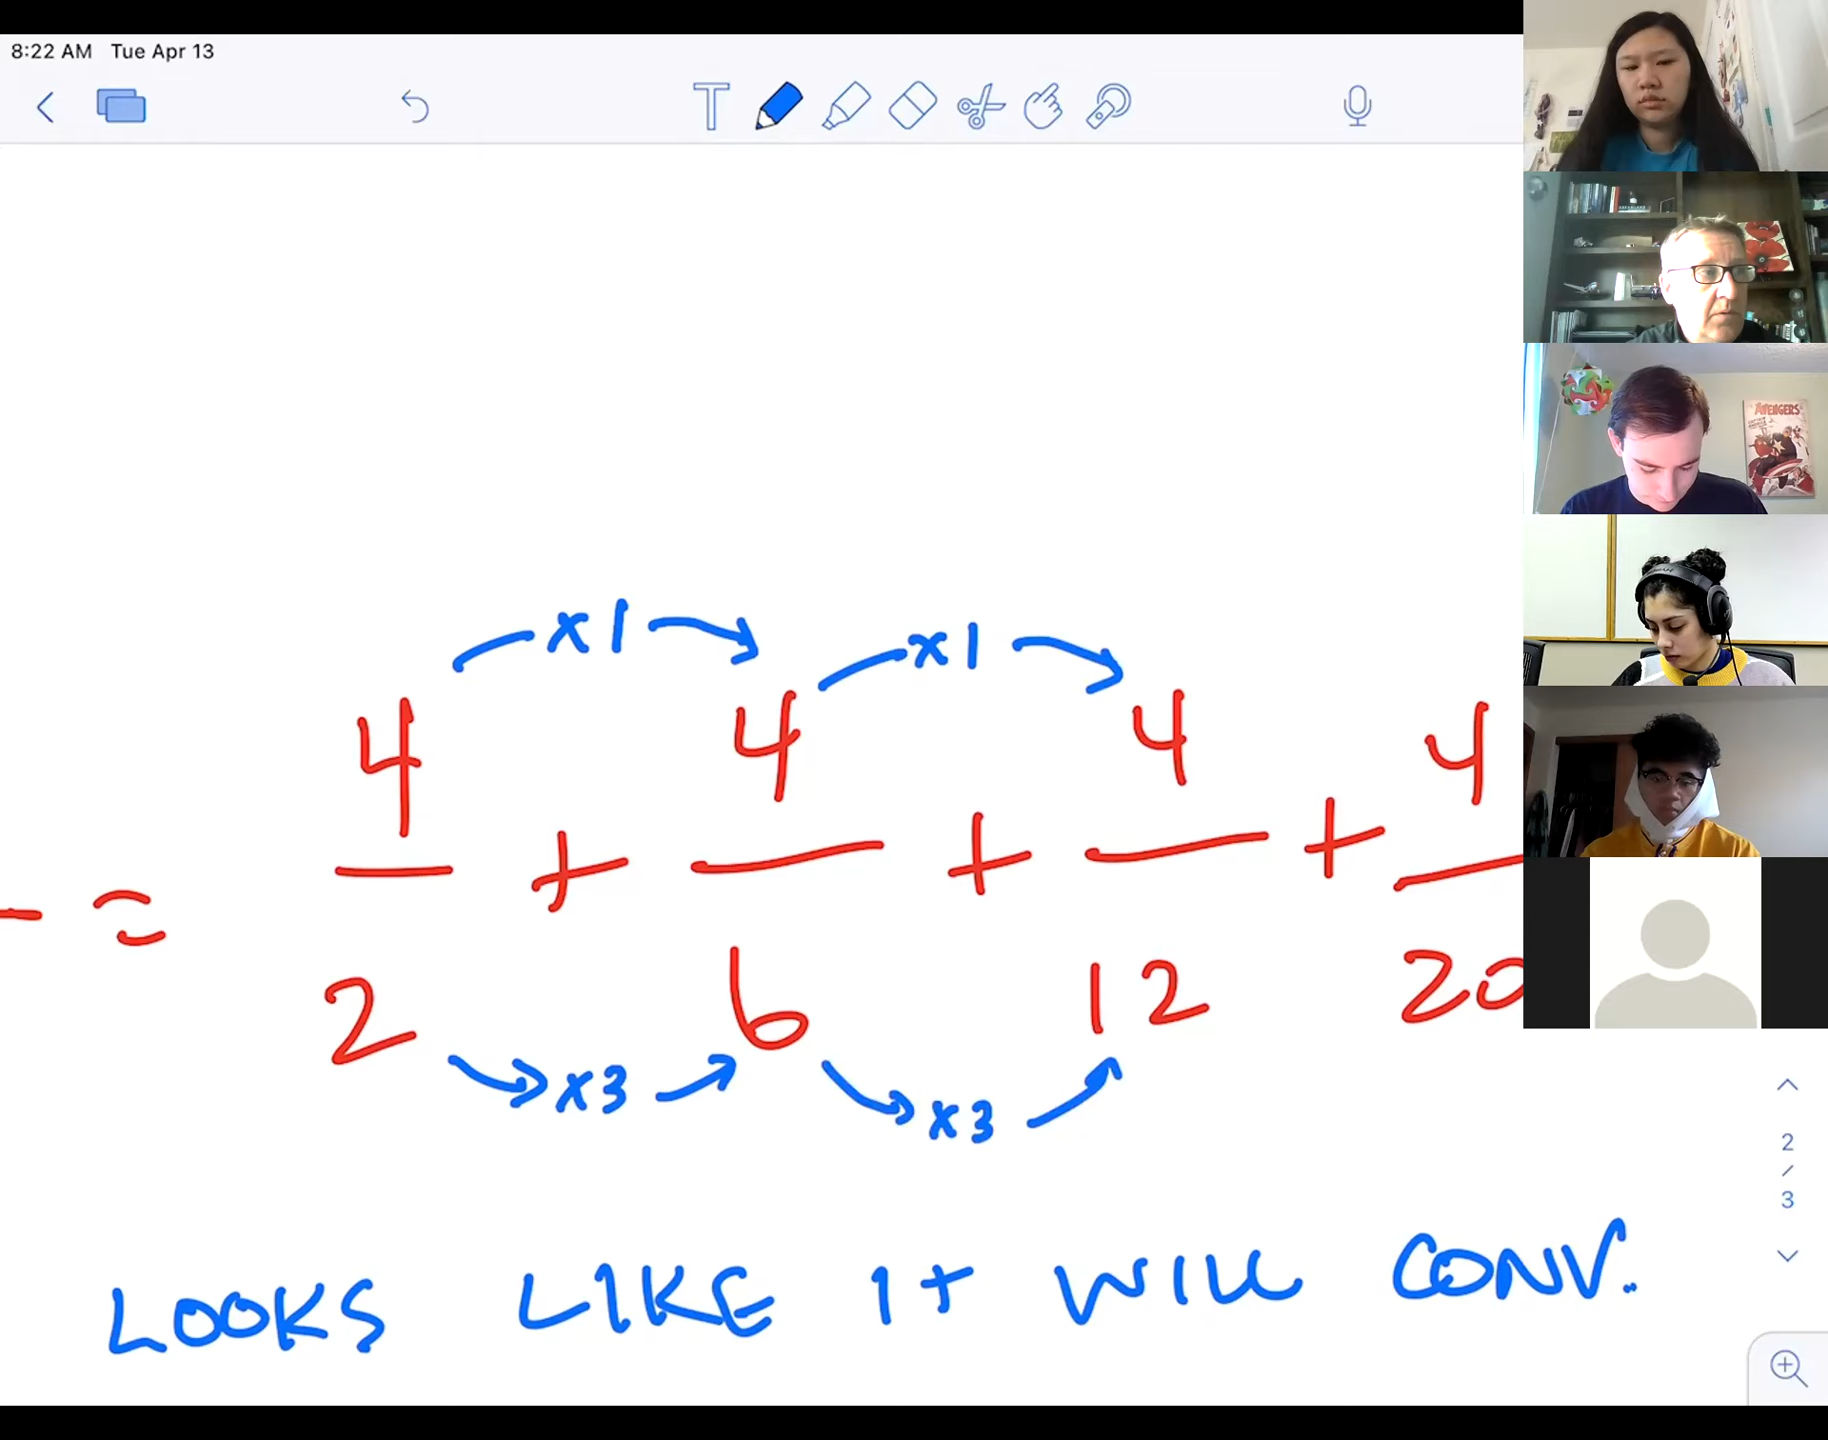 8:22 AM Tue Apr 13
T
AVENGERS
x1 x1
4 4 4 4
= + + +
2 6 12 20
x3 x3
2
/
3
LOOKS LIKE IT WILL CONV.